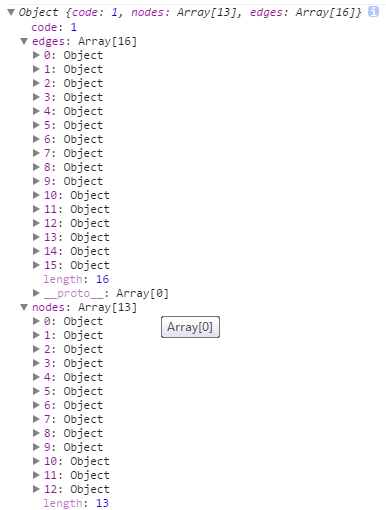 Object {code: 1, nodes: Array[13], edges: Array[16]} i
code: 1
edges: Array[16]
0: Object
1: Object
2: Object
3: Object
4: Object
5: Object
6: Object
7: Object
8: Object
9: Object
10: Object
11: Object
12: Object
13: Object
14: Object
15: Object
length: 16
__proto__: Array[0]
nodes: Array[13]
0: Object
Array[0]
1: Object
2: Object
3: Object
4: Object
5: Object
6: Object
7: Object
8: Object
9: Object
10: Object
11: Object
12: Object
length: 13